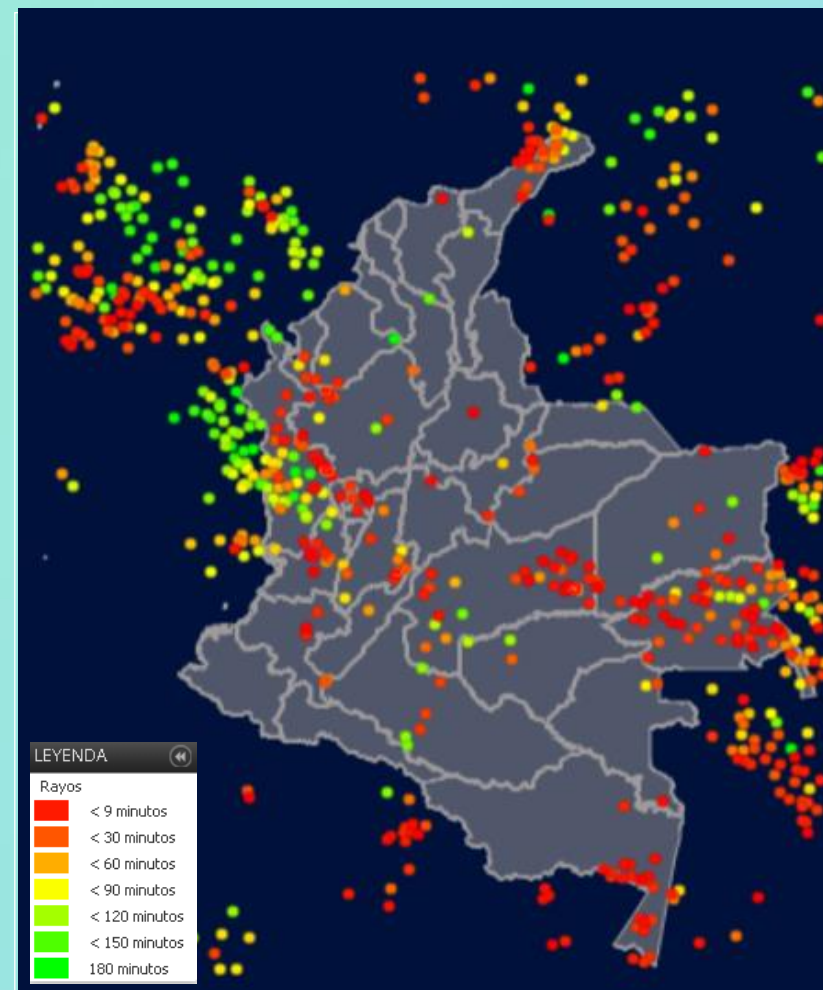 LEYENDA
Rayos
< 9 minutos
< 30 minutos
< 60 minutos
< 90 minutos
< 120 minutos
< 150 minutos
180 minutos